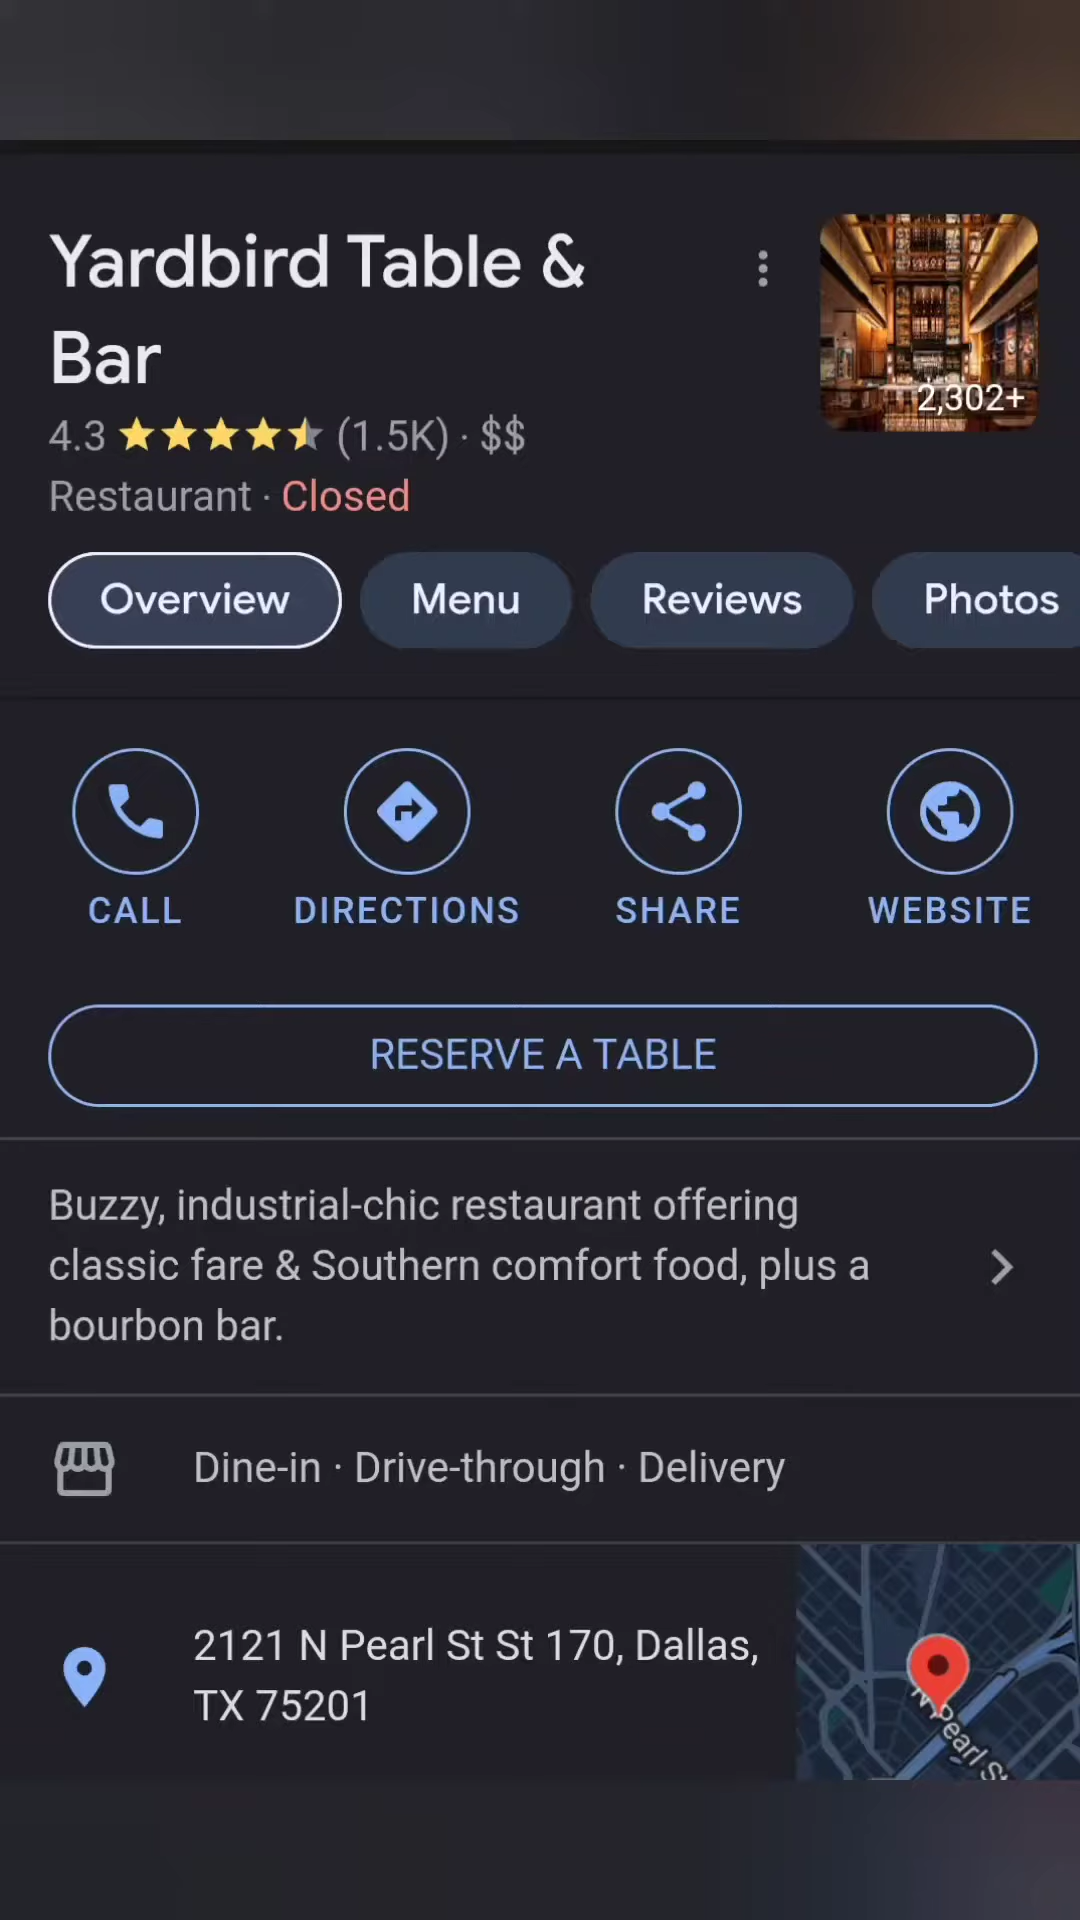 Yardbird Table &
Bar
2,302+
4.3 (1.5K) · $$
Restaurant · Closed
Overview Menu Reviews Photos
CALL DIRECTIONS SHARE WEBSITE
RESERVE A TABLE
Buzzy, industrial-chic restaurant offering
classic fare & Southern comfort food, plus a
bourbon bar.
Dine-in · Drive-through · Delivery
2121 N Pearl St St 170, Dallas,
TX 75201
N Pearl St